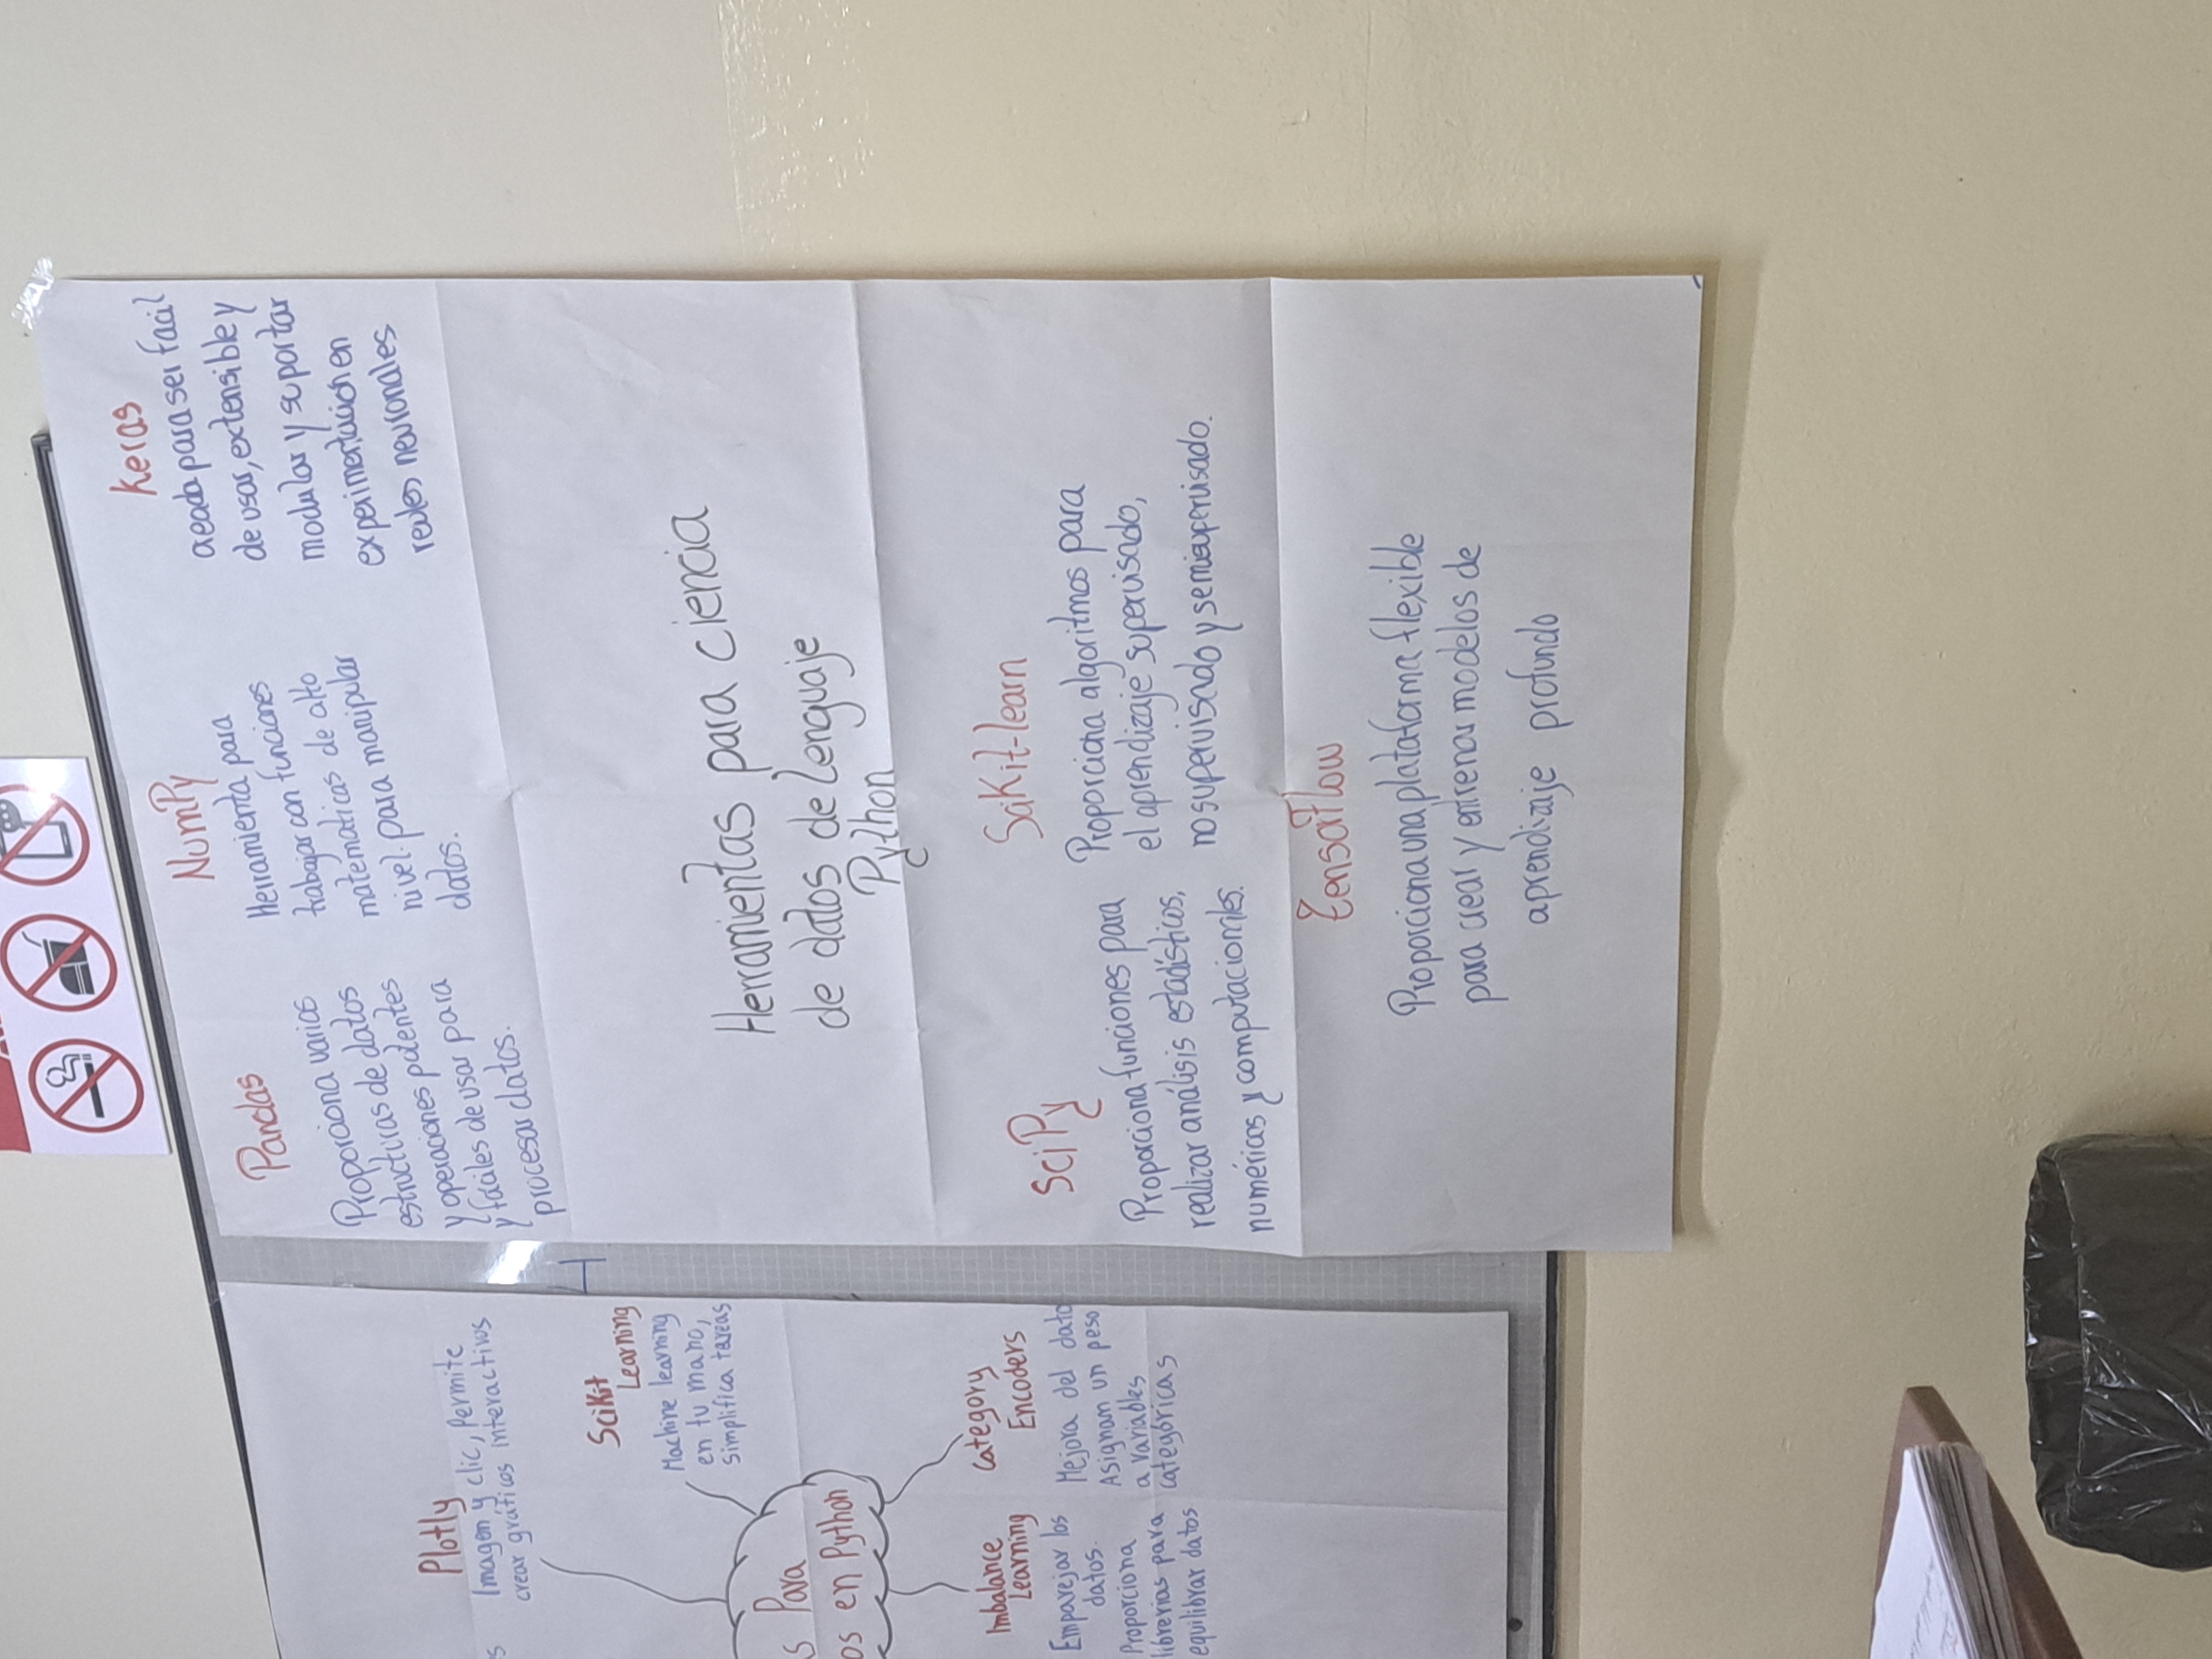 Plotly
Imagen y clic, Permite
crear gráficos interactivos
SciKit
Learning
Machine learning
en tu mano,
Simplifica tareas
s Para
os en Python
Imbalance
Learning
Emparejar los
datos.
Proporciona
librerias para
equilibrar datos
Category
Encoders
Mejora del dato
Asignam un peso
a variables
categóricas
Pandas
Proporciona varios
estructuras de datos
y operaciones potentes
y fáciles de usar para
procesar datos.
NumPy
Herramienta para
trabajar con funciones
matematicas de alto
nivel para manipular
datos.
Keras
creada para ser facil
de usar, extensible y
modular y soportar
experimentación en
redes neuronales
Herramientas para ciencia
de datos de lenguaje
Python
SciPy
Proporciona funciones para
realizar análisis estadísticos,
numéricos y computacionales.
SciKit-learn
Proporciona algoritmos para
el aprendizaje supervisado,
no supervisado y semisupervisado.
TensorFlow
Proporciona una plataforma flexible
para crear y entrenar modelos de
aprendizaje profundo